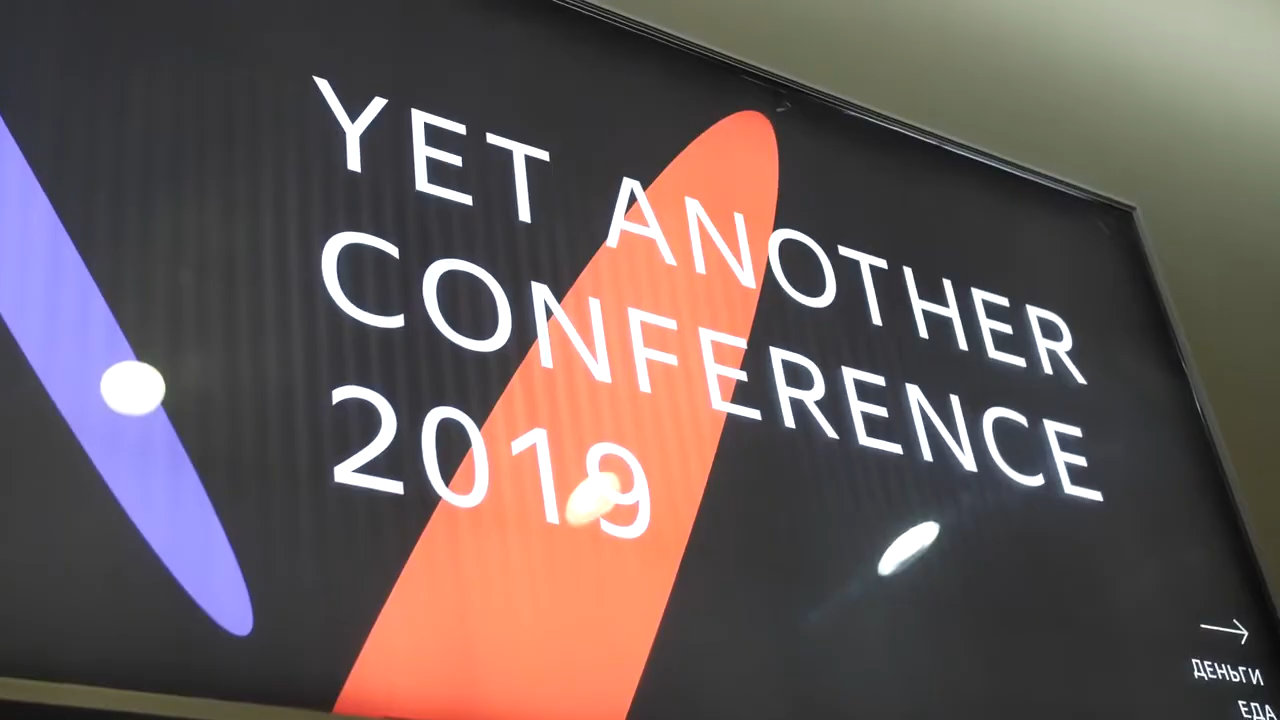 YET ANOTHER
CONFERENCE
2019
→
ДЕНЬГИ
ЕДА